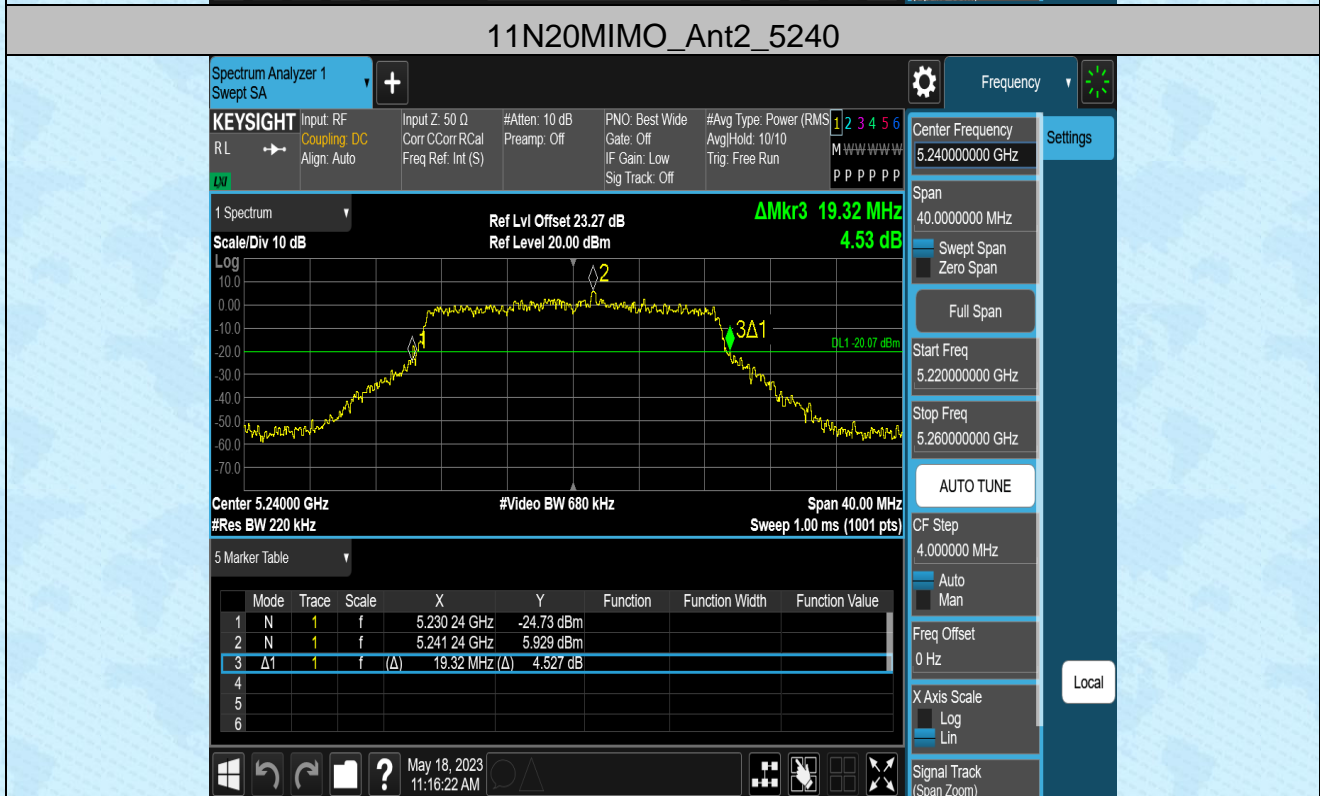 11N20MIMO_Ant2_5240
Spectrum Analyzer 1
Swept SA
+
Frequency
KEYSIGHT
RL
LXI
Input: RF
Coupling: DC
Align: Auto
Input Z: 50 Ω
Corr CCorr RCal
Freq Ref: Int (S)
#Atten: 10 dB
Preamp: Off
PNO: Best Wide
Gate: Off
IF Gain: Low
Sig Track: Off
#Avg Type: Power (RMS
Avg|Hold: 10/10
Trig: Free Run
1 2 3 4 5 6
M W W W W W
P P P P P P
1 Spectrum
Scale/Div 10 dB
Ref Lvl Offset 23.27 dB
Ref Level 20.00 dBm
ΔMkr3 19.32 MHz
4.53 dB
Log
10.0
0.00
-10.0
-20.0
-30.0
-40.0
-50.0
-60.0
-70.0
1
2
3Δ1
DL1 -20.07 dBm
Center 5.24000 GHz
#Res BW 220 kHz
#Video BW 680 kHz
Span 40.00 MHz
Sweep 1.00 ms (1001 pts)
5 Marker Table
Mode Trace Scale X Y Function Function Width Function Value
1 N 1 f 5.230 24 GHz -24.73 dBm
2 N 1 f 5.241 24 GHz 5.929 dBm
3 Δ1 1 f (Δ) 19.32 MHz (Δ) 4.527 dB
4
5
6
?
May 18, 2023
11:16:22 AM
Center Frequency
5.240000000 GHz
Settings
Span
40.0000000 MHz
Swept Span
Zero Span
Full Span
Start Freq
5.220000000 GHz
Stop Freq
5.260000000 GHz
AUTO TUNE
CF Step
4.000000 MHz
Auto
Man
Freq Offset
0 Hz
X Axis Scale
Log
Lin
Local
Signal Track
(Span Zoom)